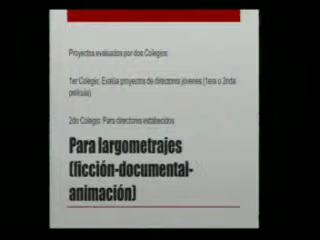 Proyectos evaluados por dos Colegios:
1er Colegio: Evalúa proyectos de directores jóvenes (1era o 2nda
película)
2do Colegio: Para directores establecidos
Para largometrajes
(ficción-documental-
animación)